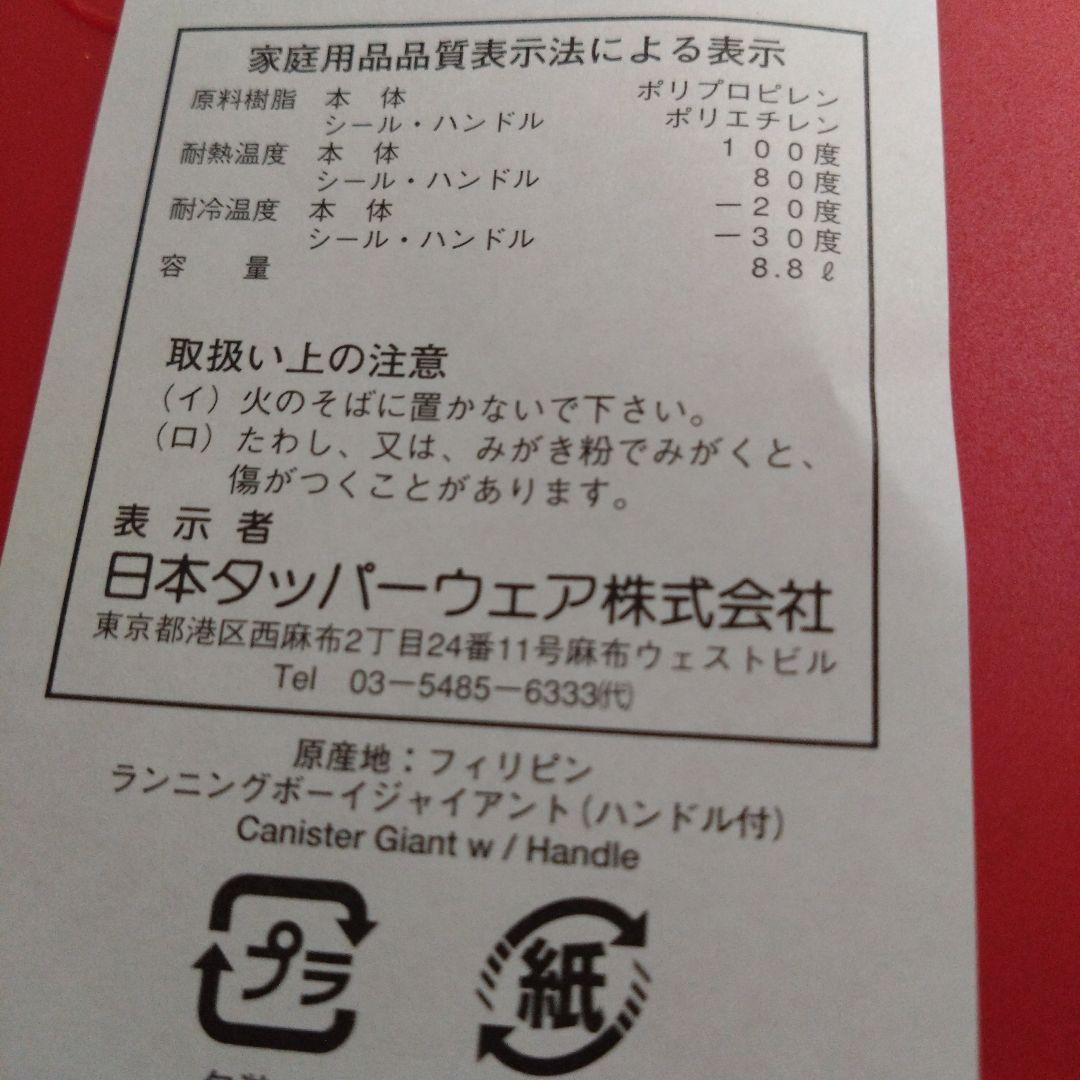 家庭用品品質表示法による表示
原料樹脂 本 体 ポリプロピレン
シール・ハンドル ポリエチレン
耐熱温度 本 体 100度
シール・ハンドル 80度
耐冷温度 本 体 −20度
シール・ハンドル −30度
容 量 8.8ℓ
取扱い上の注意
(イ) 火のそばに置かないで下さい。
(ロ) たわし、又は、みがき粉でみがくと、
傷がつくことがあります。
表示者
日本タッパーウェア株式会社
東京都港区西麻布2丁目24番11号麻布ウェストビル
Tel 03−5485−6333㈹
原産地：フィリピン
ランニングボーイジャイアント(ハンドル付)
Canister Giant w / Handle
プラ 紙